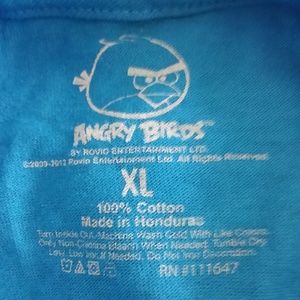 ANGRY BIRDS
BY ROVIO ENTERTAINMENT LTD.
©2009-2012 Rovio Entertainment Ltd. All Rights Reserved.
XL
100% Cotton
Made in Honduras
Turn Inside Out-Machine Wash Cold With Like Colors.
Only Non-Chlorine Bleach When Needed. Tumble Dry
Low. Low Iron If Needed. Do Not Iron Decoration.
RN #111647